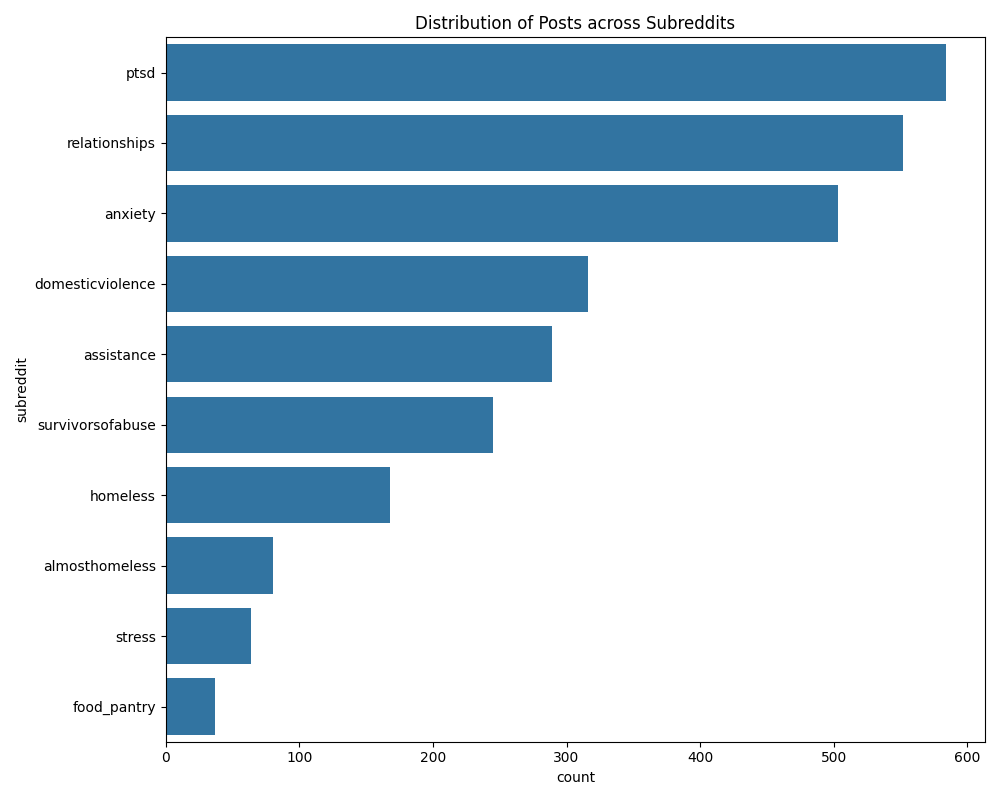 Distribution of Posts across Subreddits
subreddit
ptsd
relationships
anxiety
domesticviolence
assistance
survivorsofabuse
homeless
almosthomeless
stress
food_pantry
0 100 200 300 400 500 600
count